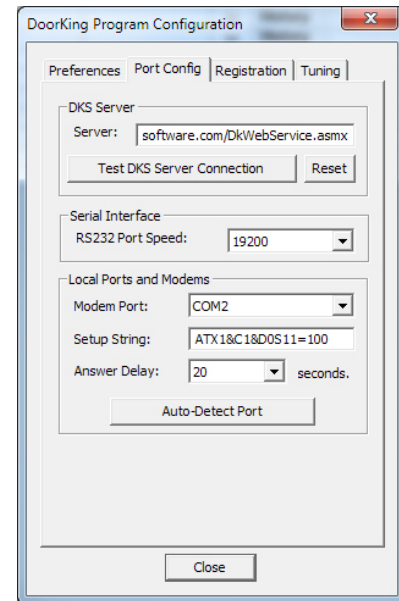 DoorKing Program Configuration
x
Preferences Port Config Registration Tuning
DKS Server
Server: software.com/DkWebService.asmx
Test DKS Server Connection Reset
Serial Interface
RS232 Port Speed: 19200
Local Ports and Modems
Modem Port: COM2
Setup String: ATX1&C1&D0S11=100
Answer Delay: 20 seconds.
Auto-Detect Port
Close